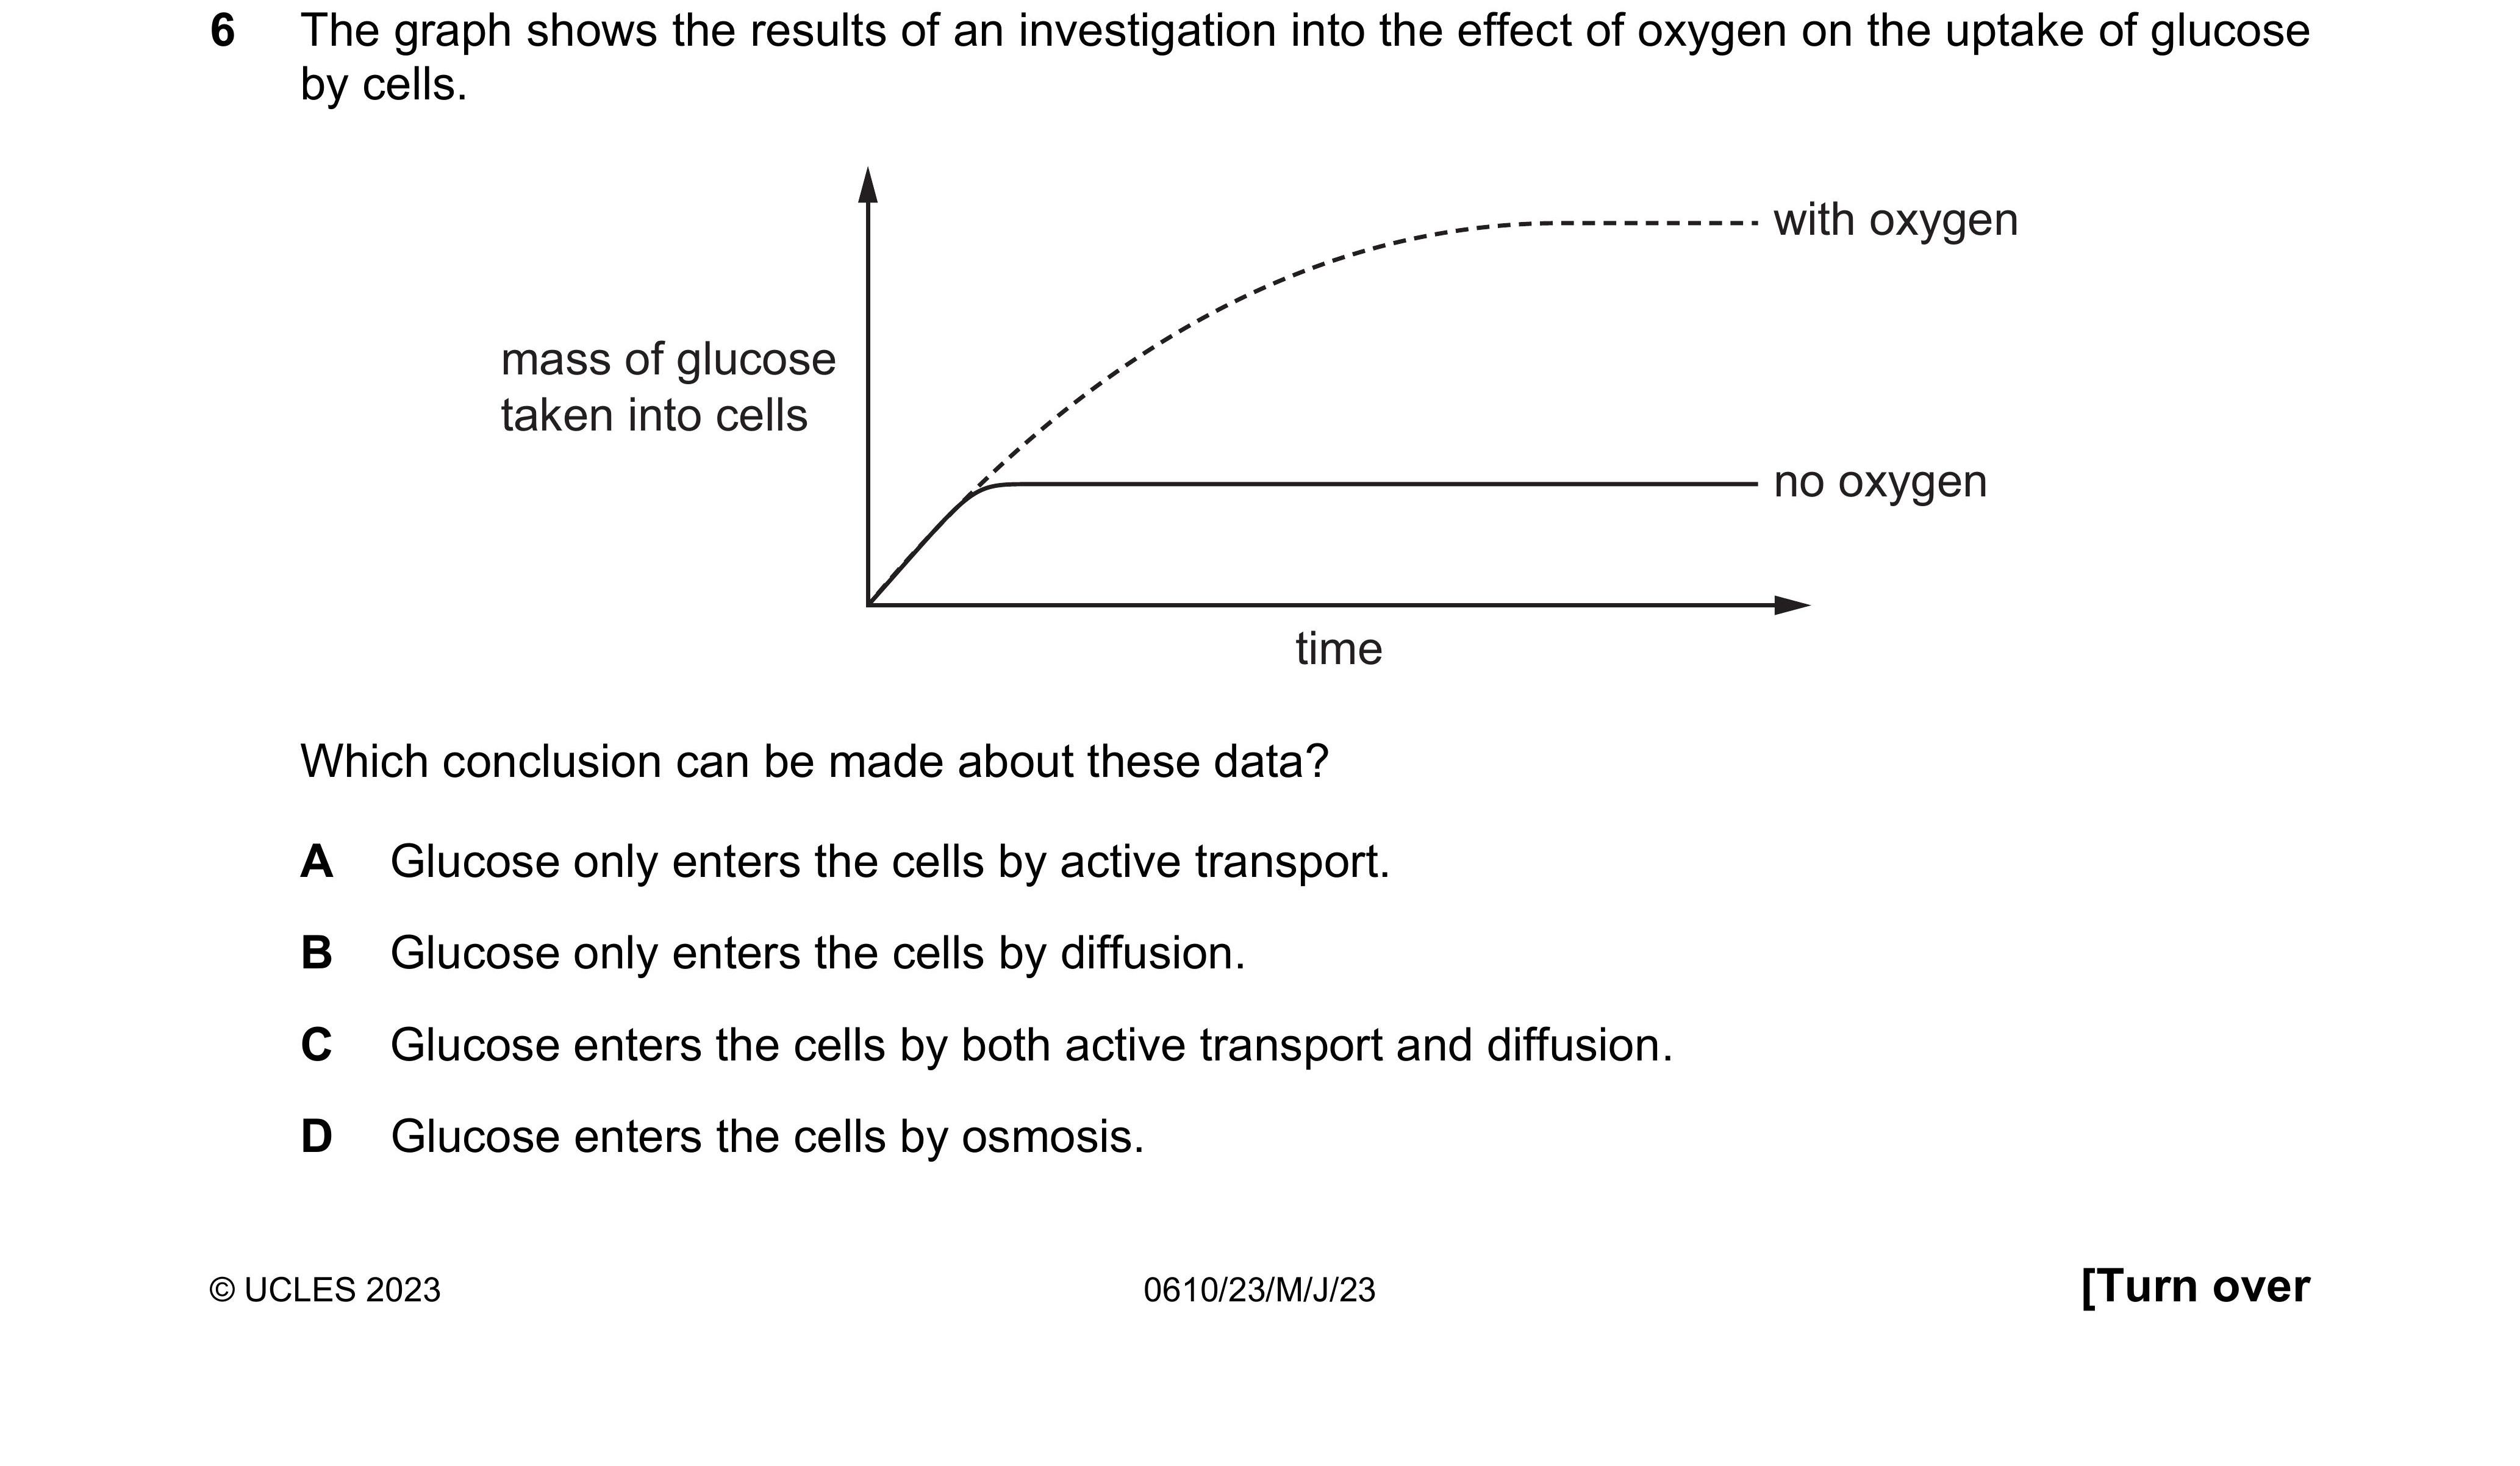 6 The graph shows the results of an investigation into the effect of oxygen on the uptake of glucose
by cells.
with oxygen
mass of glucose
taken into cells
no oxygen
time
Which conclusion can be made about these data?
A Glucose only enters the cells by active transport.
B Glucose only enters the cells by diffusion.
C Glucose enters the cells by both active transport and diffusion.
D Glucose enters the cells by osmosis.
© UCLES 2023 0610/23/M/J/23 [Turn over